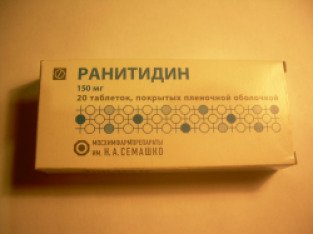 РАНИТИДИН
150 мг
20 таблеток, покрытых пленочной оболочкой
МОСХИМФАРМПРЕПАРАТЫ
им. Н.А.СЕМАШКО